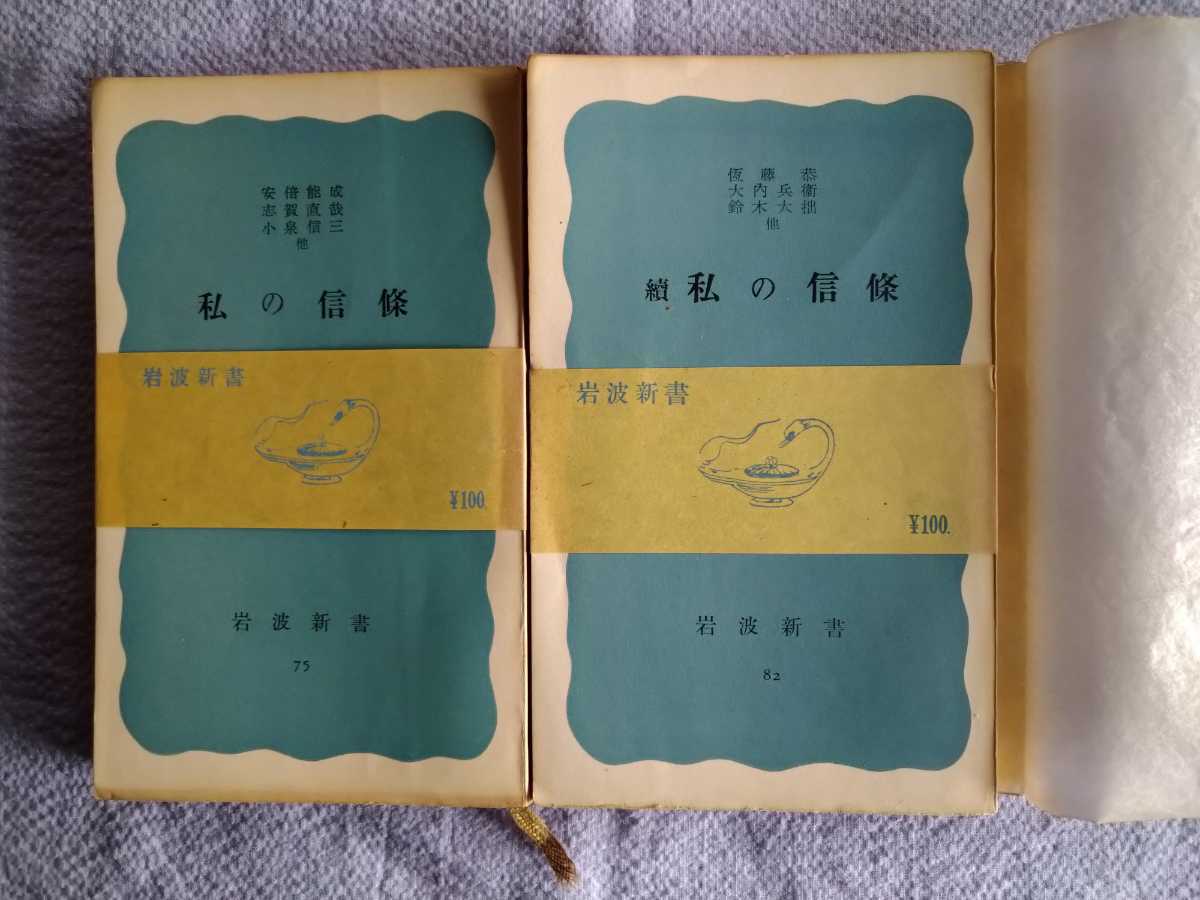 安倍能成
志賀直哉
小泉信三
他
私の信條
岩波新書
¥100.
岩波新書
75
恆藤恭
大內兵衞
鈴木大拙
他
續私の信條
岩波新書
¥100.
岩波新書
82